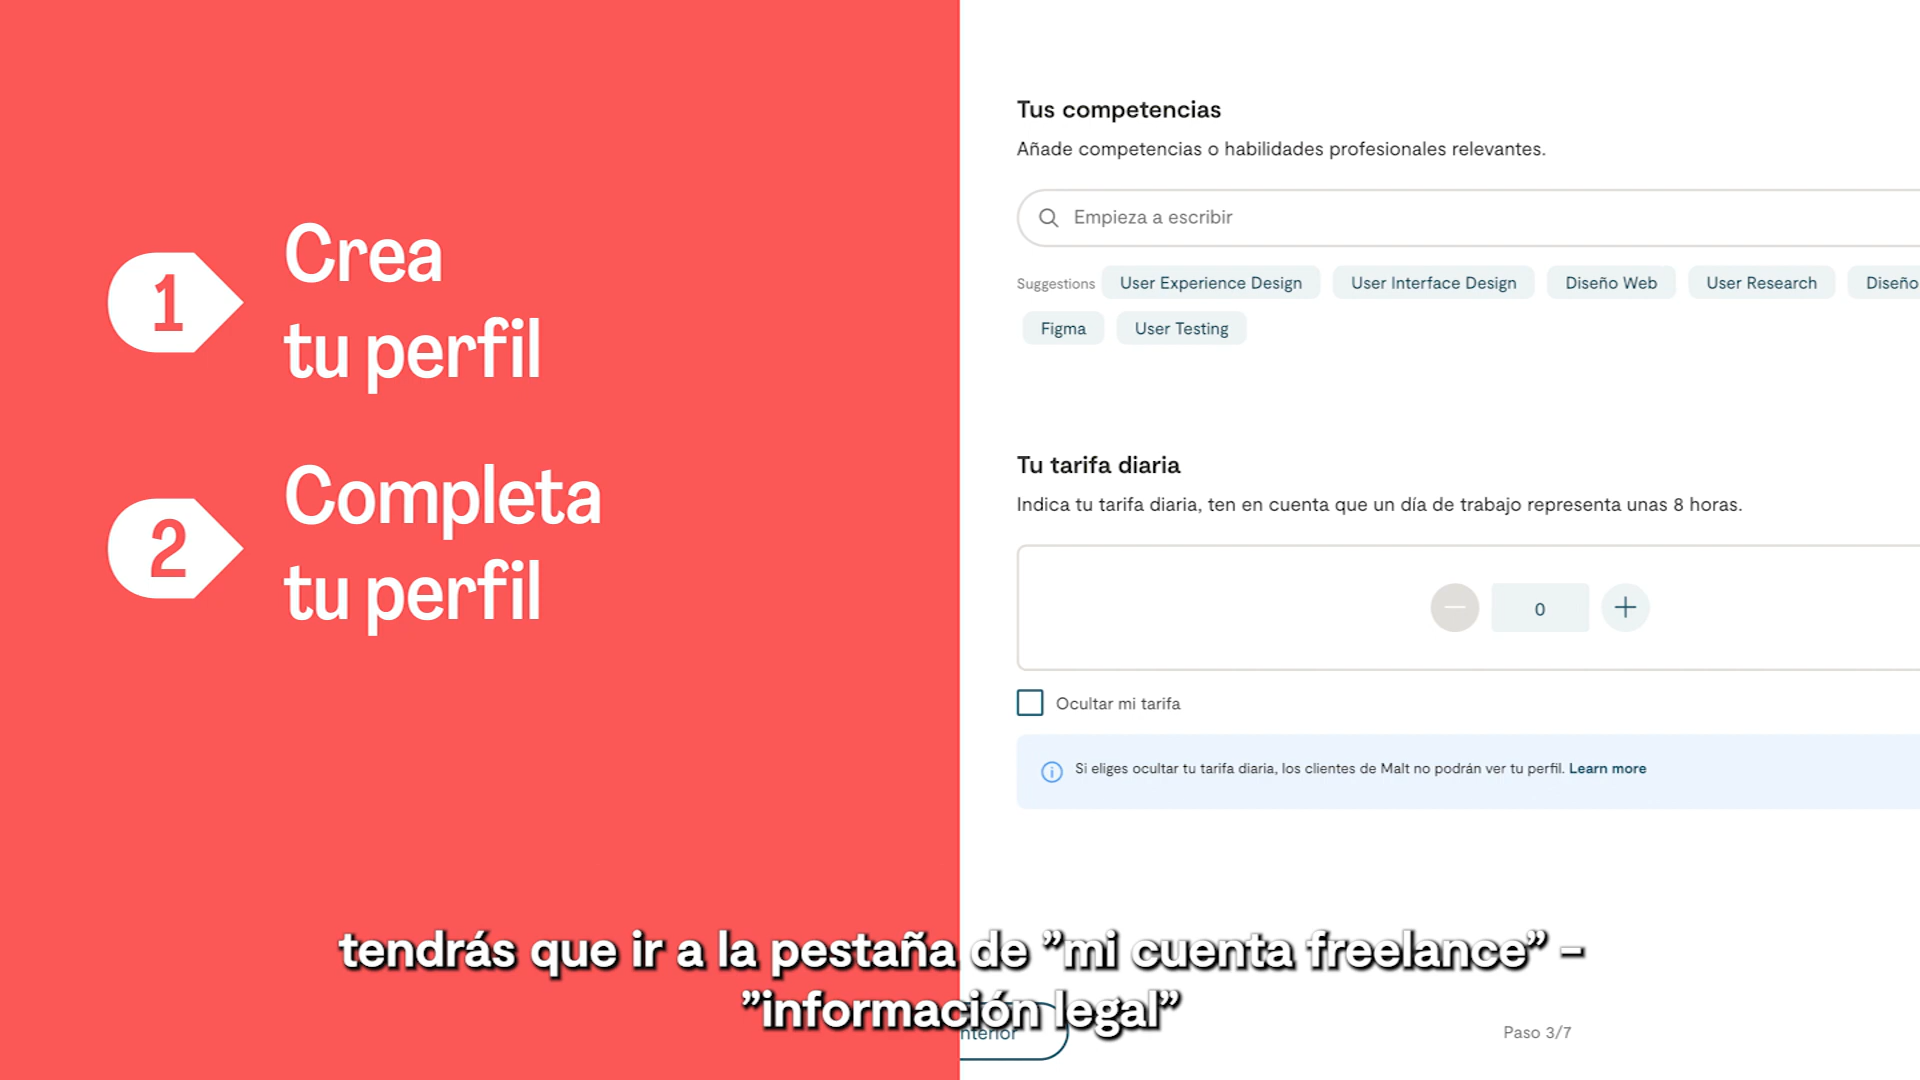 1
Crea
tu perfil
2
Completa
tu perfil
Tus competencias
Añade competencias o habilidades profesionales relevantes.
Empieza a escribir
Suggestions User Experience Design User Interface Design Diseño Web User Research Diseño
Figma User Testing
Tu tarifa diaria
Indica tu tarifa diaria, ten en cuenta que un día de trabajo representa unas 8 horas.
0
Ocultar mi tarifa
Si eliges ocultar tu tarifa diaria, los clientes de Malt no podrán ver tu perfil. Learn more
Paso 3/7
tendrás que ir a la pestaña de ”mi cuenta freelance” -
”información legal”